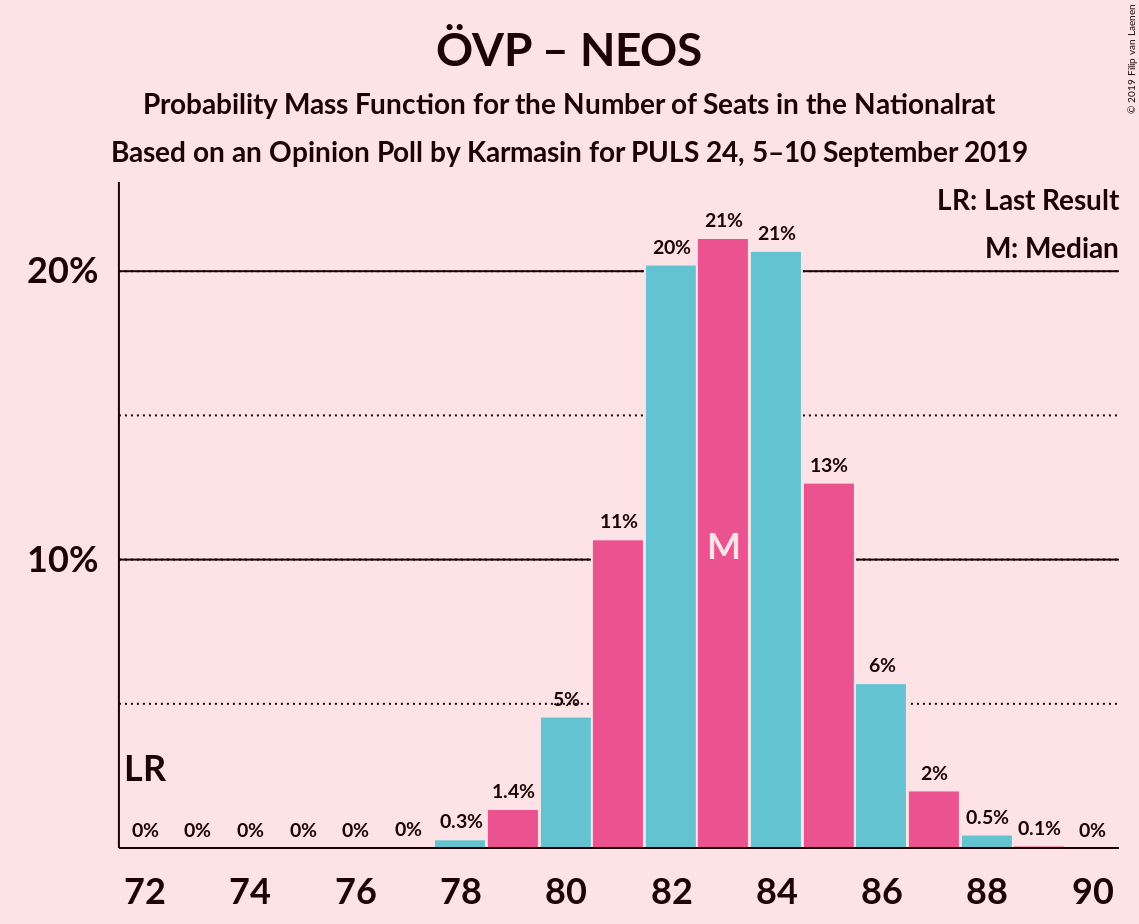 © 2019 Filip van Laenen
ÖVP – NEOS
Probability Mass Function for the Number of Seats in the Nationalrat
Based on an Opinion Poll by Karmasin for PULS 24, 5–10 September 2019
LR: Last Result
M: Median
20%
10%
0% 0% 0% 0% 0% 0% 0.3% 1.4% 5% 11% 20% 21% 21% 13% 6% 2% 0.5% 0.1% 0%
LR
M
72 74 76 78 80 82 84 86 88 90